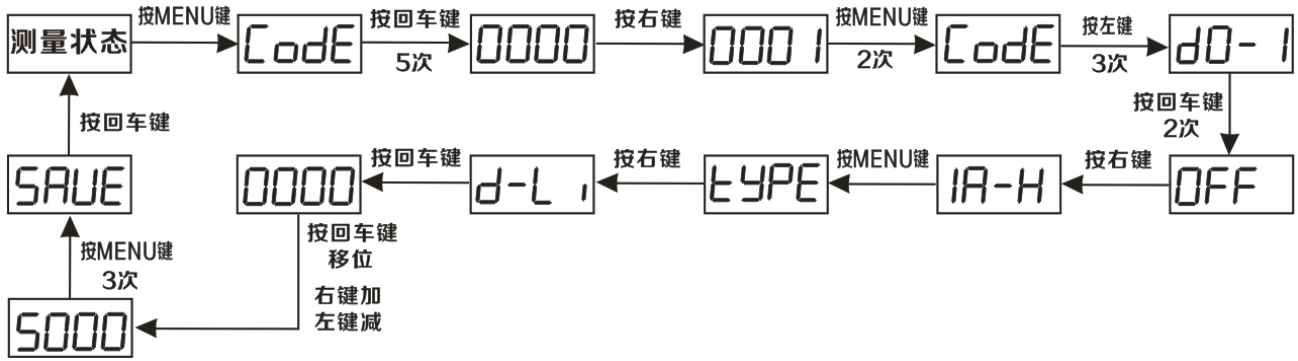 测量状态
按MENU键
CodE
按回车键
5次
0000
按右键
0001
按MENU键
2次
CodE
按左键
3次
dO-1
按回车键
2次
OFF
按右键
1A-H
按MENU键
tYPE
按右键
d-Li
按回车键
0000
按回车键
移位
右键加
左键减
5000
按MENU键
3次
SAUE
按回车键